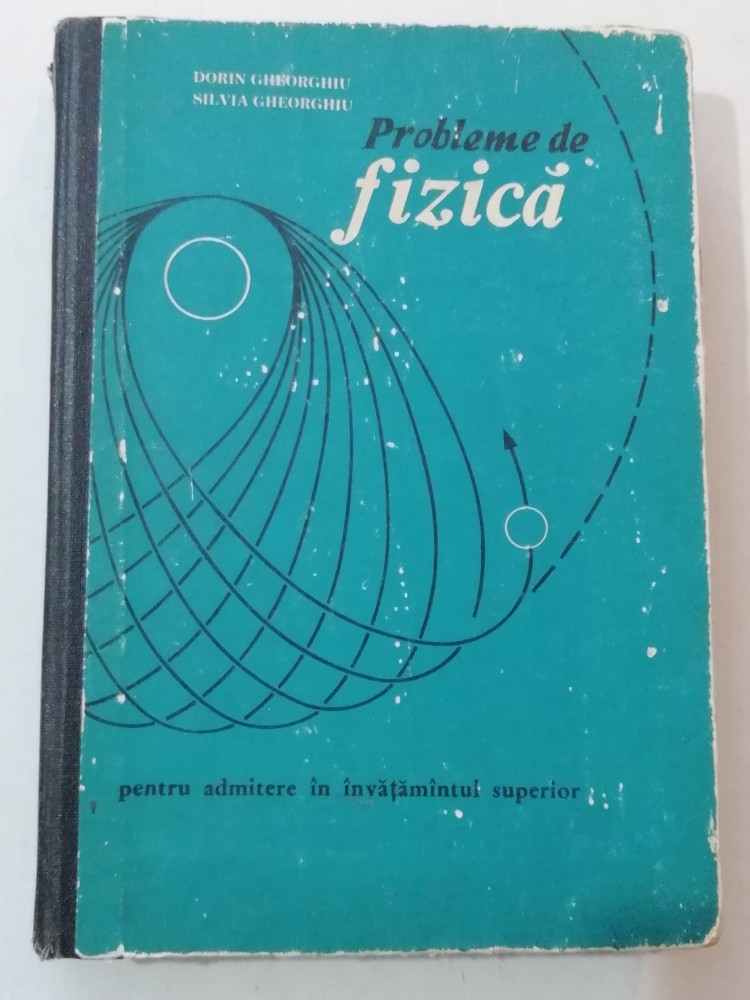 DORIN GHEORGHIU
SILVIA GHEORGHIU
Probleme de
fizică
pentru admitere în învățămîntul superior